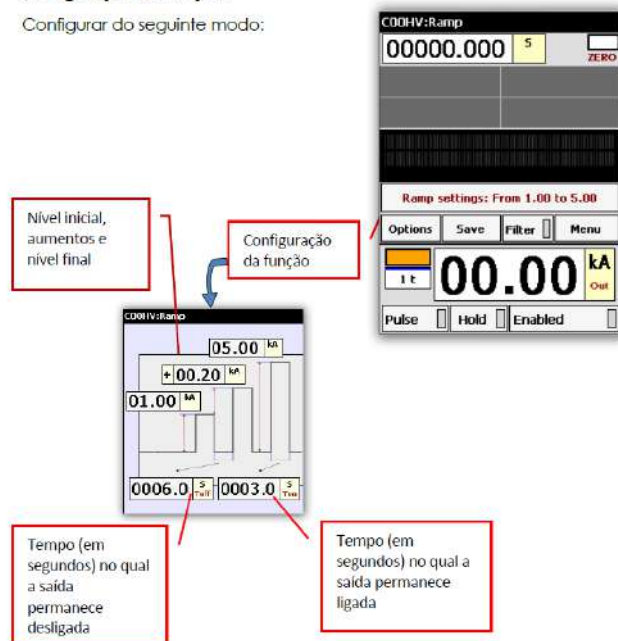 Configurar do seguinte modo:
C00HV:Ramp
00000.000 S
ZERO
Ramp settings: From 1.00 to 5.00
Options Save Filter Menu
1 t 00.00 kA
Out
Pulse Hold Enabled
Nível inicial,
aumentos e
nível final
Configuração
da função
C00HV:Ramp
05.00 kA
+00.20 kA
01.00 kA
0006.0 S Toff 0003.0 S Ton
Tempo (em
segundos) no qual
a saída
permanece
desligada
Tempo (em
segundos) no qual a
saída permanece
ligada